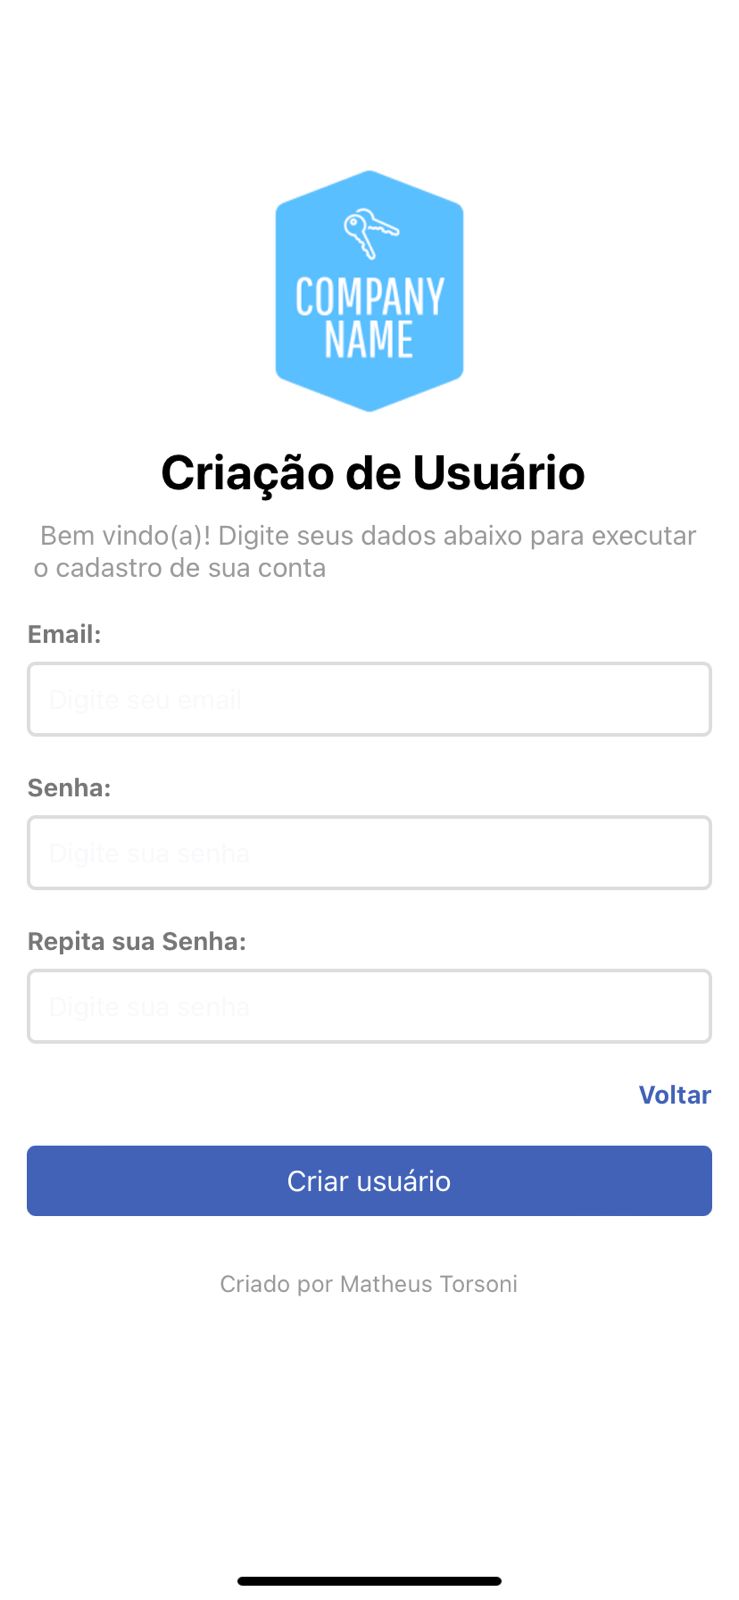 COMPANY
NAME
Criação de Usuário
Bem vindo(a)! Digite seus dados abaixo para executar
o cadastro de sua conta
Email:
Digite seu email
Senha:
Digite sua senha
Repita sua Senha:
Digite sua senha
Voltar
Criar usuário
Criado por Matheus Torsoni